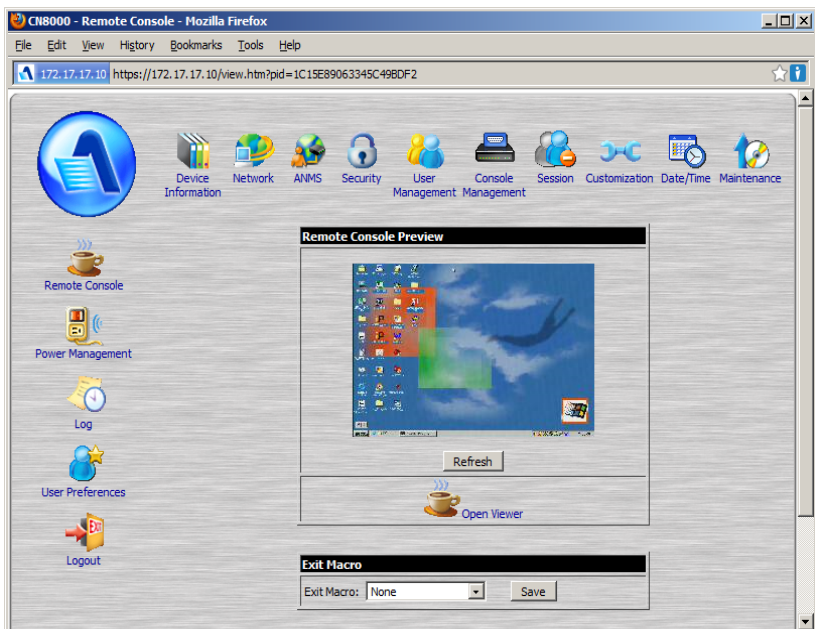 CN8000 - Remote Console - Mozilla Firefox
File Edit View History Bookmarks Tools Help
172.17.17.10 https://172.17.17.10/view.htm?pid=1C15E89063345C49BDF2
Device Information
Network
ANMS
Security
User Management
Console Management
Session
Customization
Date/Time
Maintenance
Remote Console
Power Management
Log
User Preferences
EXIT
Logout
Remote Console Preview
Refresh
Open Viewer
Exit Macro
Exit Macro: None Save